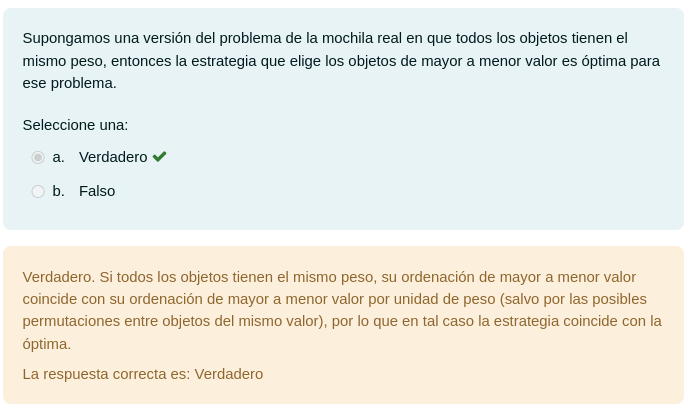 Supongamos una versión del problema de la mochila real en que todos los objetos tienen el
mismo peso, entonces la estrategia que elige los objetos de mayor a menor valor es óptima para
ese problema.
Seleccione una:
a. Verdadero
b. Falso
Verdadero. Si todos los objetos tienen el mismo peso, su ordenación de mayor a menor valor
coincide con su ordenación de mayor a menor valor por unidad de peso (salvo por las posibles
permutaciones entre objetos del mismo valor), por lo que en tal caso la estrategia coincide con la
óptima.
La respuesta correcta es: Verdadero